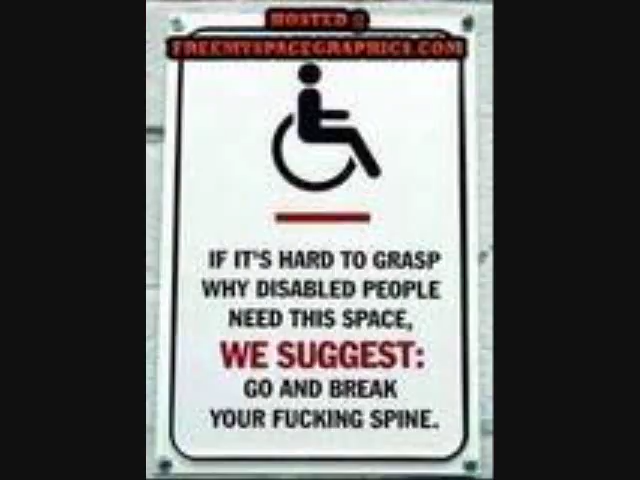 HOSTED @
FREEMYSPACEGRAPHICS.COM
IF IT'S HARD TO GRASP
WHY DISABLED PEOPLE
NEED THIS SPACE,
WE SUGGEST:
GO AND BREAK
YOUR FUCKING SPINE.